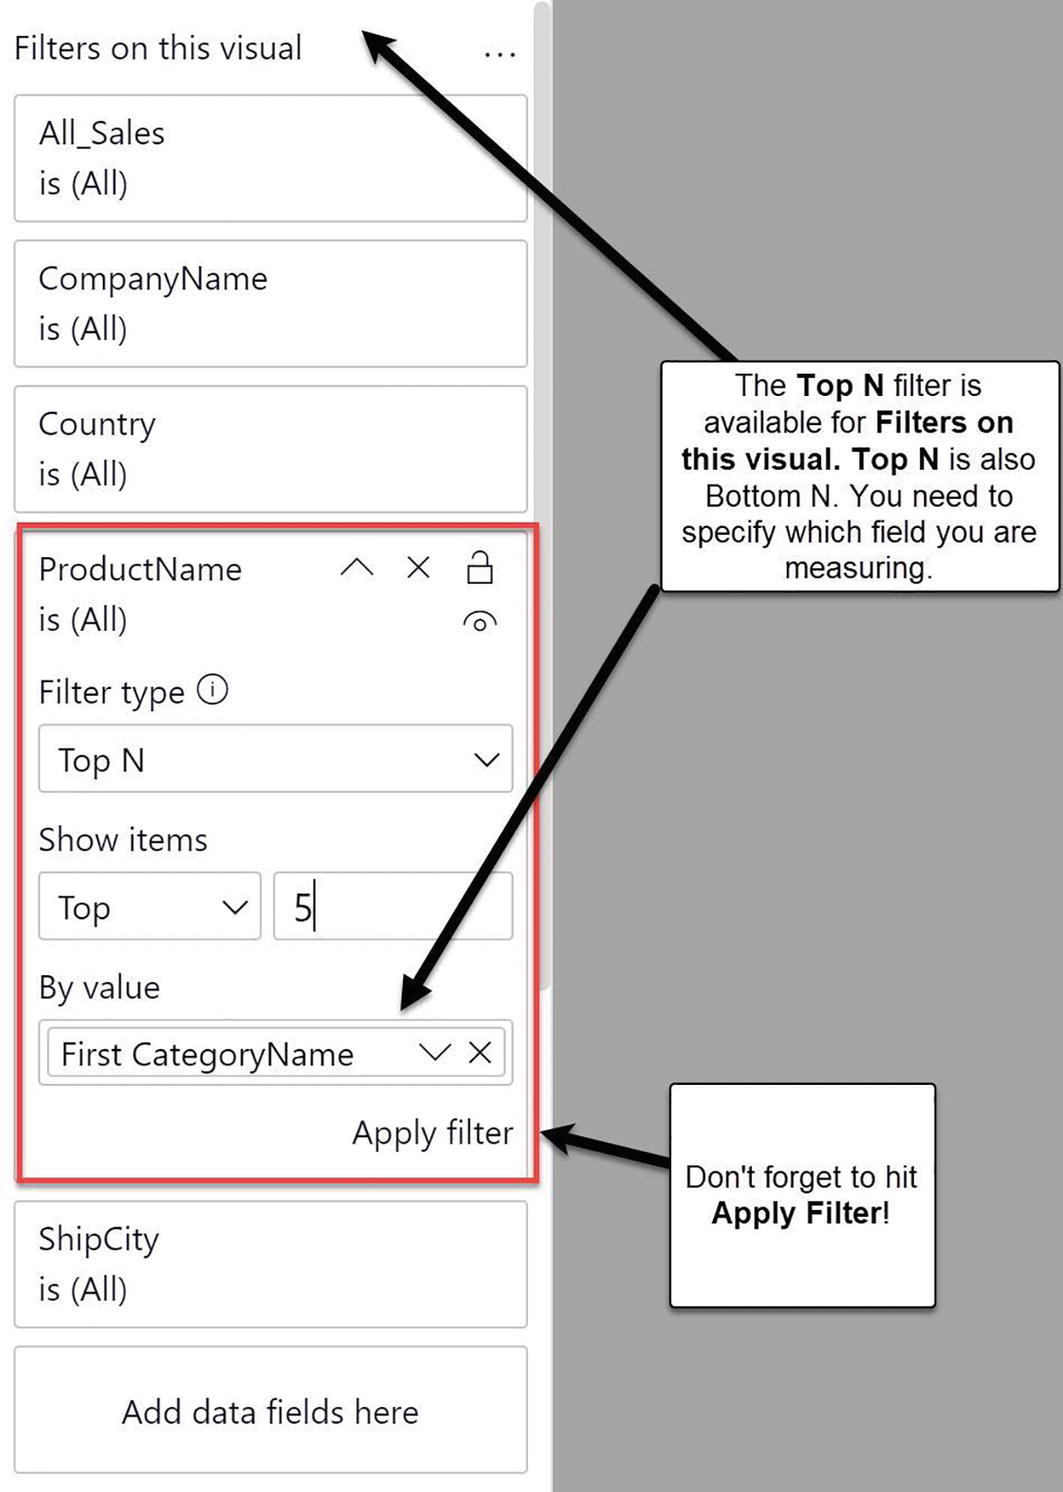 Filters on this visual
...
All_Sales
is (All)
CompanyName
is (All)
Country
is (All)
ProductName
is (All)
Filter type
Top N
Show items
Top
5
By value
First CategoryName
Apply filter
ShipCity
is (All)
Add data fields here
The Top N filter is
available for Filters on
this visual. Top N is also
Bottom N. You need to
specify which field you are
measuring.
Don't forget to hit
Apply Filter!